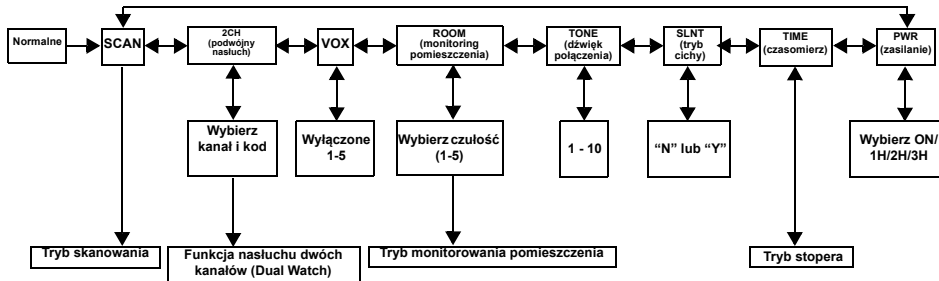 Normalne
SCAN
2CH
(podwójny
nasłuch)
VOX
ROOM
(monitoring
pomieszczenia)
TONE
(dźwięk
połączenia)
SLNT
(tryb
cichy)
TIME
(czasomierz)
PWR
(zasilanie)
Wybierz
kanał i kod
Wyłączone
1-5
Wybierz czułość
(1-5)
1 - 10
“N” lub “Y”
Wybierz ON/
1H/2H/3H
Tryb skanowania
Funkcja nasłuchu dwóch
kanałów (Dual Watch)
Tryb monitorowania pomieszczenia
Tryb stopera